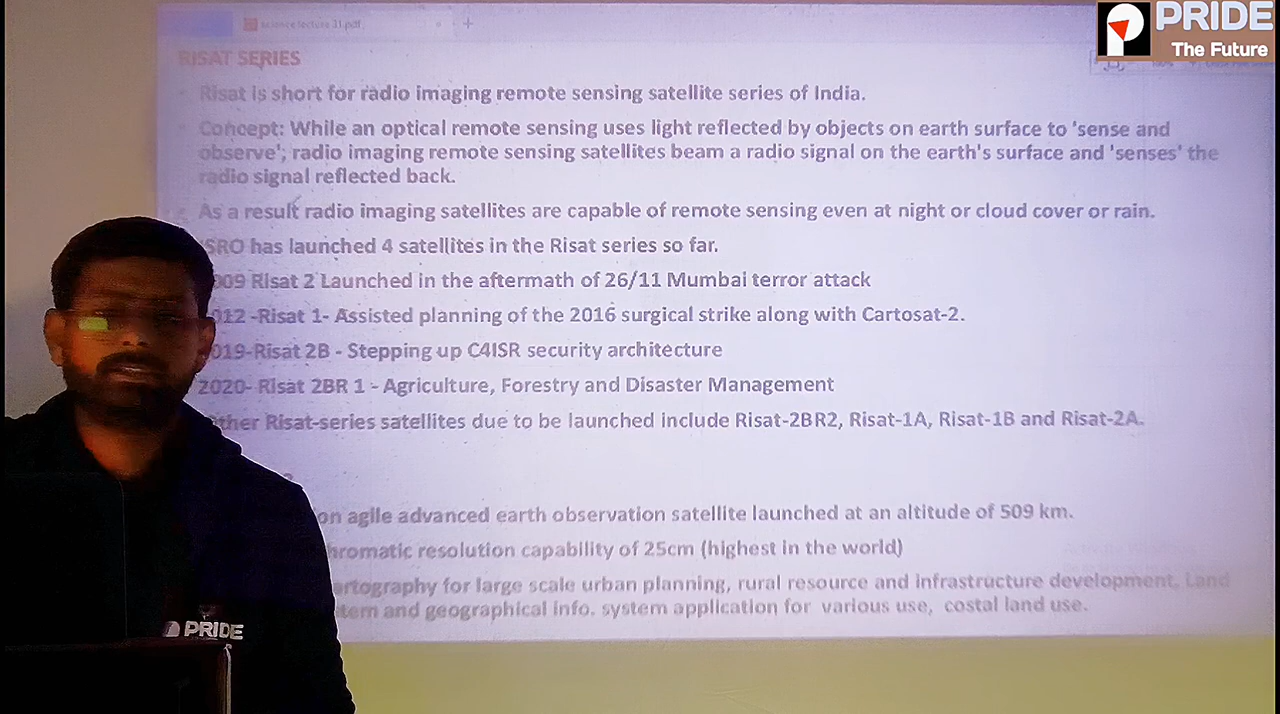 PRIDE
The Future
science lecture 31.pdf
RISAT SERIES
Risat is short for radio imaging remote sensing satellite series of India.
Concept: While an optical remote sensing uses light reflected by objects on earth surface to 'sense and
observe'; radio imaging remote sensing satellites beam a radio signal on the earth's surface and 'senses' the
radio signal reflected back.
As a result radio imaging satellites are capable of remote sensing even at night or cloud cover or rain.
SRO has launched 4 satellites in the Risat series so far.
009 Risat 2 Launched in the aftermath of 26/11 Mumbai terror attack
012 -Risat 1- Assisted planning of the 2016 surgical strike along with Cartosat-2.
019-Risat 2B - Stepping up C4ISR security architecture
2020- Risat 2BR 1 - Agriculture, Forestry and Disaster Management
ther Risat-series satellites due to be launched include Risat-2BR2, Risat-1A, Risat-1B and Risat-2A.
on agile advanced earth observation satellite launched at an altitude of 509 km.
hromatic resolution capability of 25cm (highest in the world)
artography for large scale urban planning, rural resource and infrastructure development, Land
tem and geographical info. system application for various use, costal land use.
PRIDE